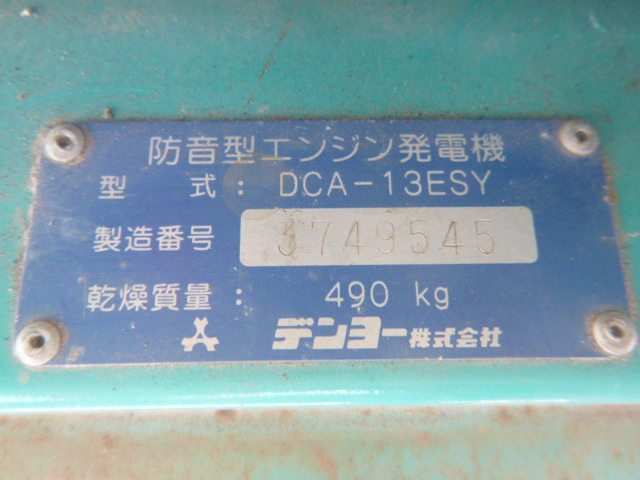 防音型エンジン発電機
型 式 : DCA-13ESY
製造番号 3749545
乾燥質量 : 490 kg
デンヨー株式会社